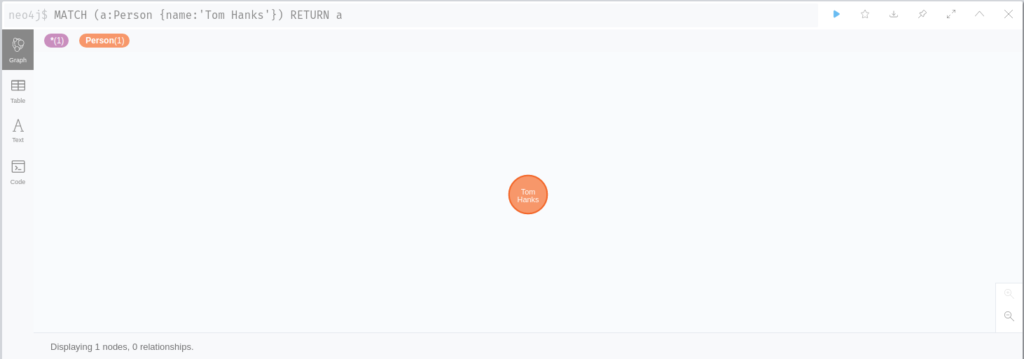 neo4j$ MATCH (a:Person {name:'Tom Hanks'}) RETURN a
*(1) Person(1)
Graph
Table
Text
Code
Tom
Hanks
Displaying 1 nodes, 0 relationships.